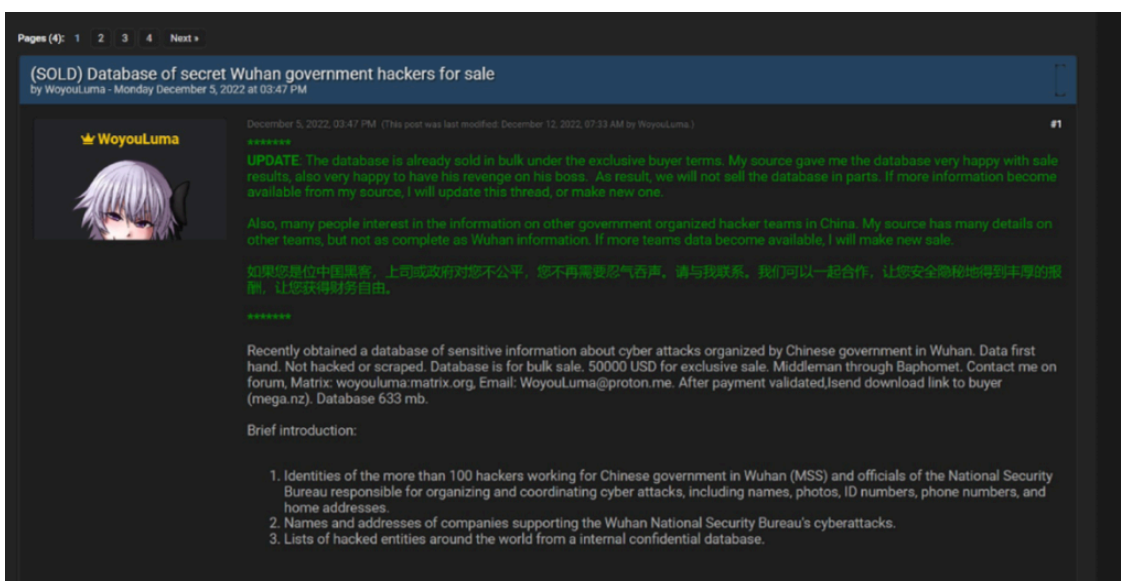 Pages (4): 1 2 3 4 Next »
(SOLD) Database of secret Wuhan government hackers for sale
by WoyouLuma - Monday December 5, 2022 at 03:47 PM
WoyouLuma
December 5, 2022, 03:47 PM (This post was last modified: December 12, 2022, 07:33 AM by WoyouLuma.)
#1
*******
UPDATE: The database is already sold in bulk under the exclusive buyer terms. My source gave me the database very happy with sale
results, also very happy to have his revenge on his boss. As result, we will not sell the database in parts. If more information become
available from my source, I will update this thread, or make new one.
Also, many people interest in the information on other government organized hacker teams in China. My source has many details on
other teams, but not as complete as Wuhan information. If more teams data become available, I will make new sale.
如果您是位中国黑客，上司或政府对您不公平，您不再需要忍气吞声。请与我联系。我们可以一起合作，让您安全隐秘地得到丰厚的报
酬，让您获得财务自由。
*******
Recently obtained a database of sensitive information about cyber attacks organized by Chinese government in Wuhan. Data first
hand. Not hacked or scraped. Database is for bulk sale. 50000 USD for exclusive sale. Middleman through Baphomet. Contact me on
forum, Matrix: woyouluma:matrix.org, Email: WoyouLuma@proton.me. After payment validated,Isend download link to buyer
(mega.nz). Database 633 mb.
Brief introduction:
1. Identities of the more than 100 hackers working for Chinese government in Wuhan (MSS) and officials of the National Security
Bureau responsible for organizing and coordinating cyber attacks, including names, photos, ID numbers, phone numbers, and
home addresses.
2. Names and addresses of companies supporting the Wuhan National Security Bureau's cyberattacks.
3. Lists of hacked entities around the world from a internal confidential database.